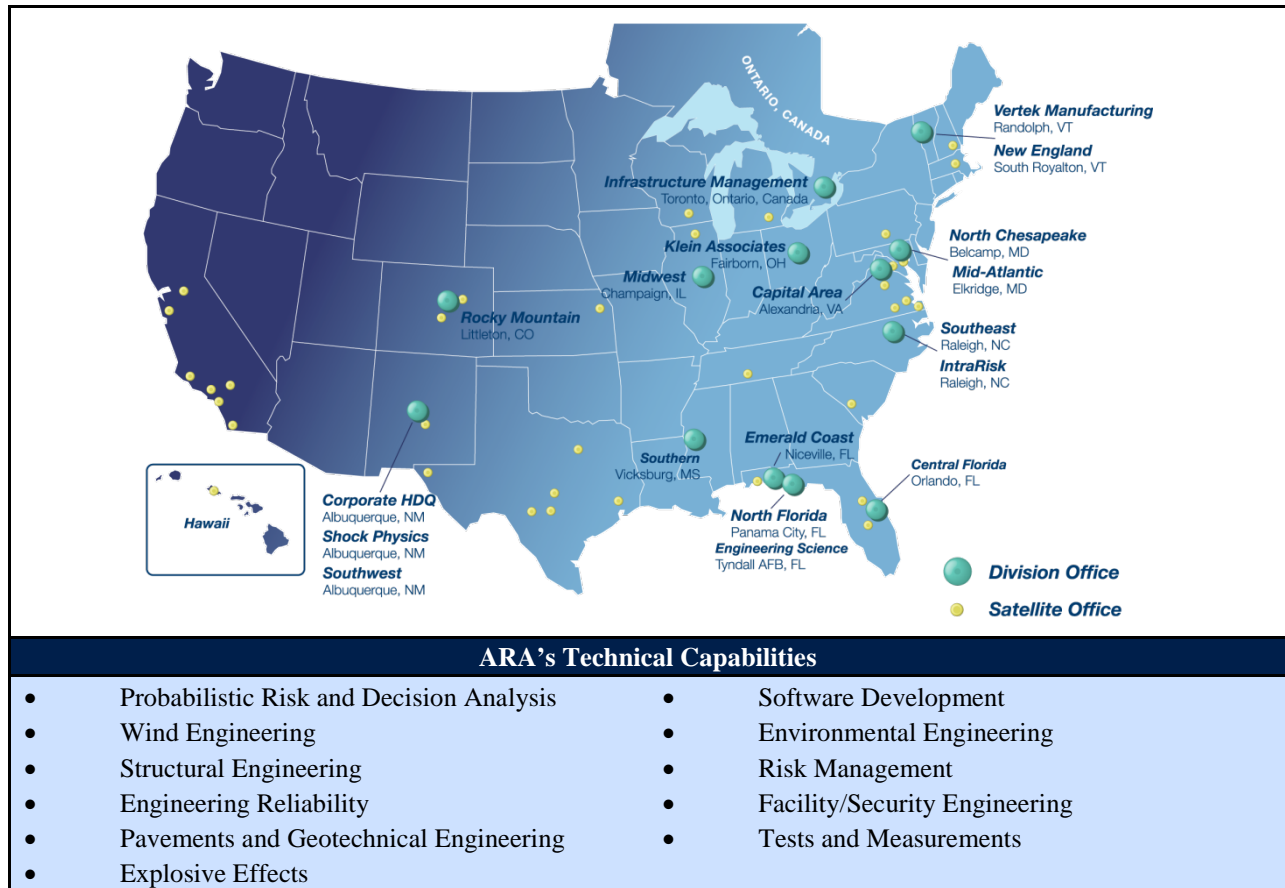 ONTARIO, CANADA
Vertek Manufacturing
Randolph, VT
New England
South Royalton, VT
Infrastructure Management
Toronto, Ontario, Canada
North Chesapeake
Belcamp, MD
Mid-Atlantic
Elkridge, MD
Klein Associates
Fairborn, OH
Midwest
Champaign, IL
Capital Area
Alexandria, VA
Rocky Mountain
Littleton, CO
Southeast
Raleigh, NC
IntraRisk
Raleigh, NC
Emerald Coast
Niceville, FL
Southern
Vicksburg, MS
Central Florida
Orlando, FL
Hawaii
Corporate HDQ
Albuquerque, NM
Shock Physics
Albuquerque, NM
Southwest
Albuquerque, NM
North Florida
Panama City, FL
Engineering Science
Tyndall AFB, FL
Division Office
Satellite Office
ARA's Technical Capabilities
• Probabilistic Risk and Decision Analysis
• Wind Engineering
• Structural Engineering
• Engineering Reliability
• Pavements and Geotechnical Engineering
• Explosive Effects
• Software Development
• Environmental Engineering
• Risk Management
• Facility/Security Engineering
• Tests and Measurements